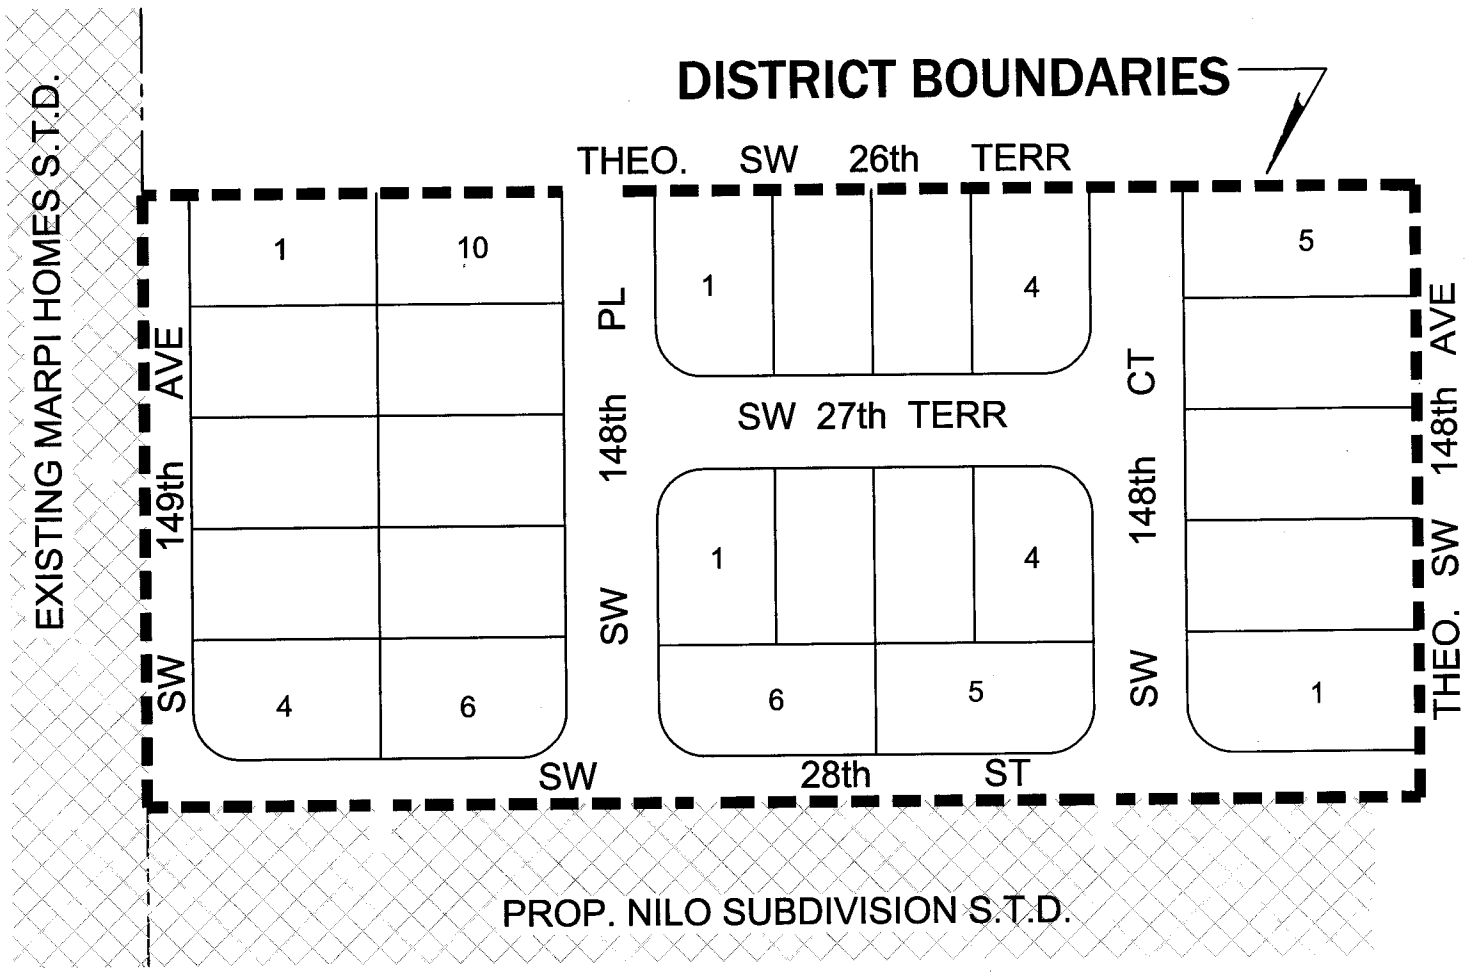 DISTRICT BOUNDARIES
THEO. SW 26th TERR
EXISTING MARPI HOMES S.T.D.
SW 149th AVE
1
10
4
6
SW 148th PL
1
4
SW 27th TERR
1
4
6
5
SW 148th CT
5
1
THEO. SW 148th AVE
SW 28th ST
PROP. NILO SUBDIVISION S.T.D.